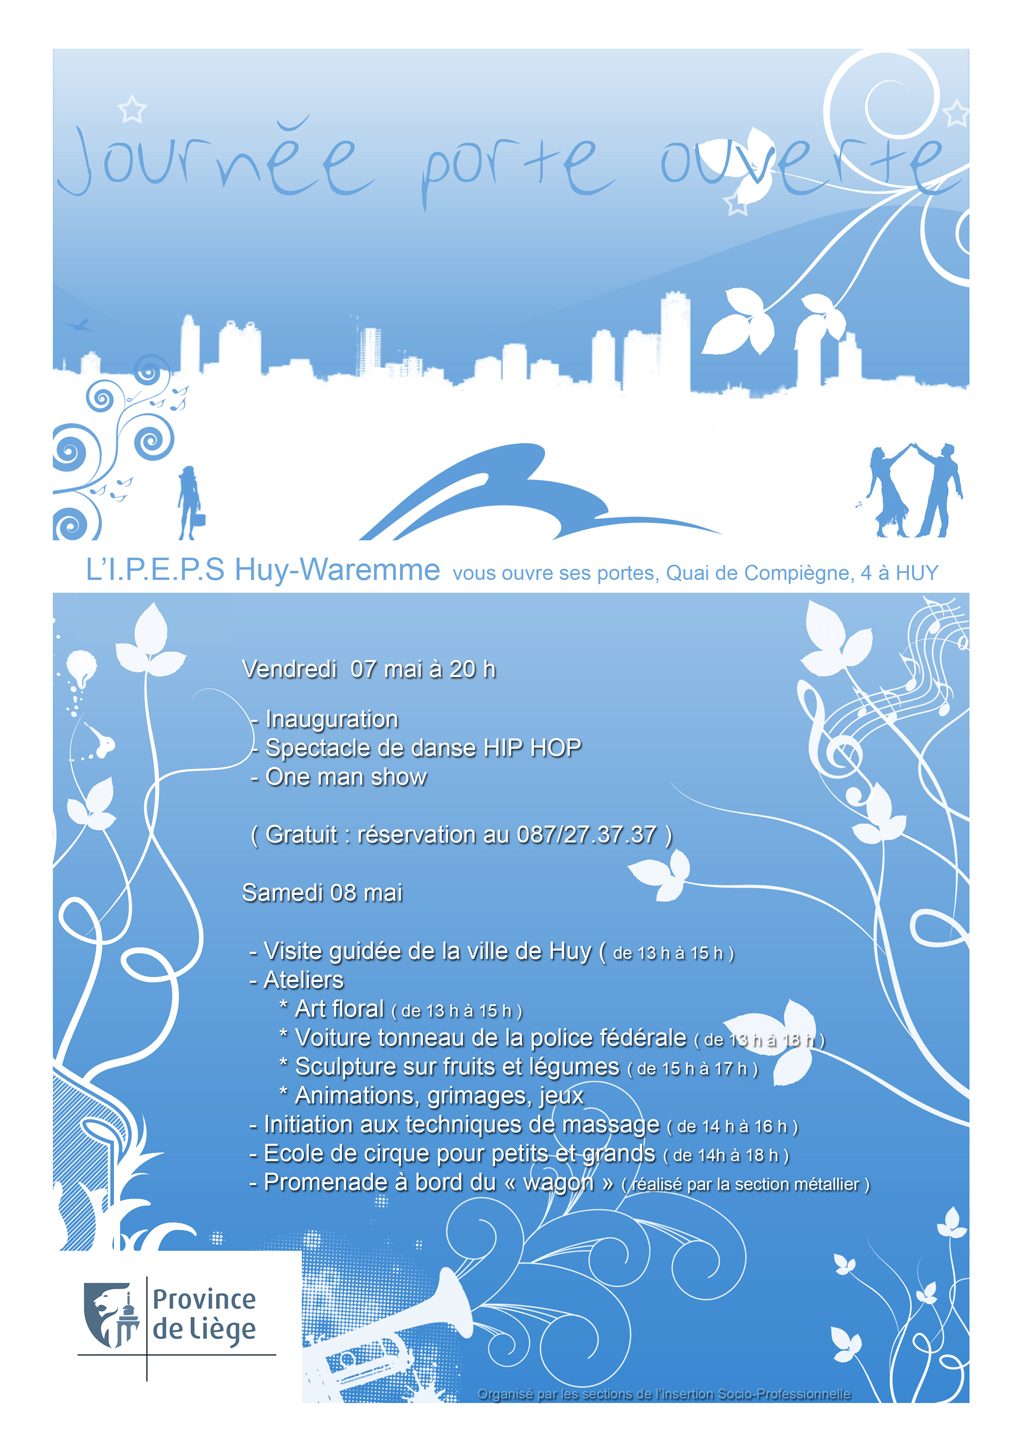 Journée porte ouverte
L'I.P.E.P.S Huy-Waremme vous ouvre ses portes, Quai de Compiègne, 4 à HUY
Vendredi 07 mai à 20 h
- Inauguration
- Spectacle de danse HIP HOP
- One man show
( Gratuit : réservation au 087/27.37.37 )
Samedi 08 mai
- Visite guidée de la ville de Huy ( de 13 h à 15 h )
- Ateliers
* Art floral ( de 13 h à 15 h )
* Voiture tonneau de la police fédérale ( de 13 h à 18 h )
* Sculpture sur fruits et légumes ( de 15 h à 17 h )
* Animations, grimages, jeux
- Initiation aux techniques de massage ( de 14 h à 16 h )
- Ecole de cirque pour petits et grands ( de 14h à 18 h )
- Promenade à bord du « wagon » ( réalisé par la section métallier )
Province
de Liège
Organisé par les sections de l'insertion Socio-Professionnelle